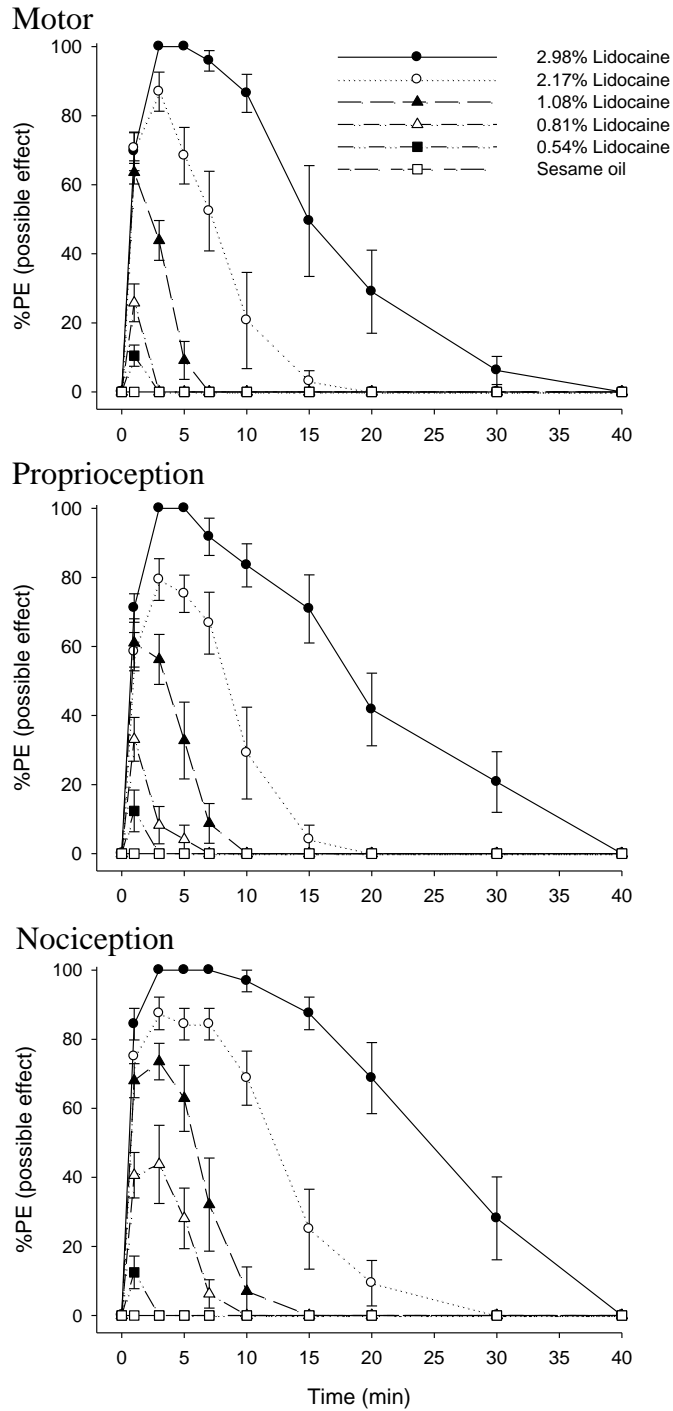 Motor
100
80
60
40
20
0
%PE (possible effect)
2.98% Lidocaine
2.17% Lidocaine
1.08% Lidocaine
0.81% Lidocaine
0.54% Lidocaine
Sesame oil
0 5 10 15 20 25 30 35 40
Proprioception
100
80
60
40
20
0
%PE (possible effect)
0 5 10 15 20 25 30 35 40
Nociception
100
80
60
40
20
0
%PE (possible effect)
0 5 10 15 20 25 30 35 40
Time (min)